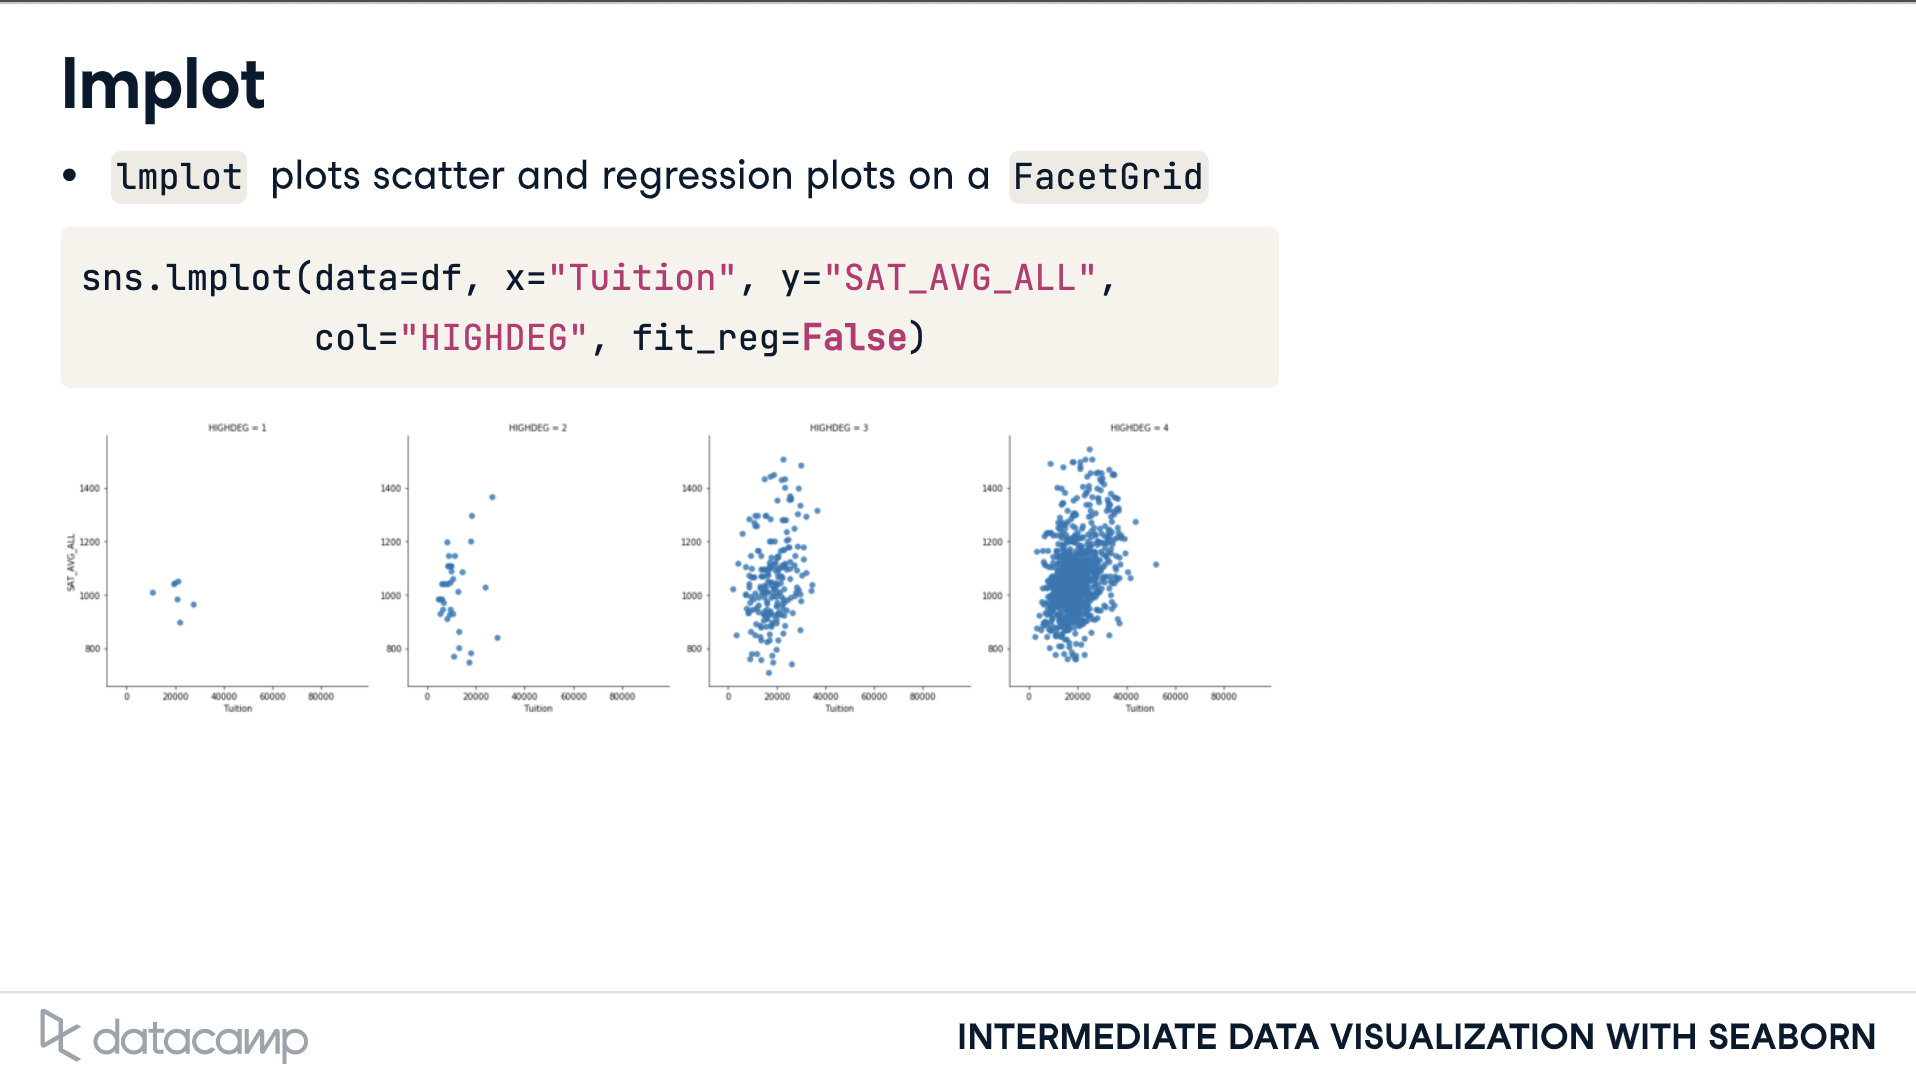 lmplot
• lmplot plots scatter and regression plots on a FacetGrid
sns.lmplot(data=df, x="Tuition", y="SAT_AVG_ALL",
col="HIGHDEG", fit_reg=False)
HIGHDEG = 1
1400
1200
1000
800
SAT_AVG_ALL
0 20000 40000 60000 80000
Tuition
HIGHDEG = 2
1400
1200
1000
800
0 20000 40000 60000 80000
Tuition
HIGHDEG = 3
1400
1200
1000
800
0 20000 40000 60000 80000
Tuition
HIGHDEG = 4
1400
1200
1000
800
0 20000 40000 60000 80000
Tuition
datacamp
INTERMEDIATE DATA VISUALIZATION WITH SEABORN